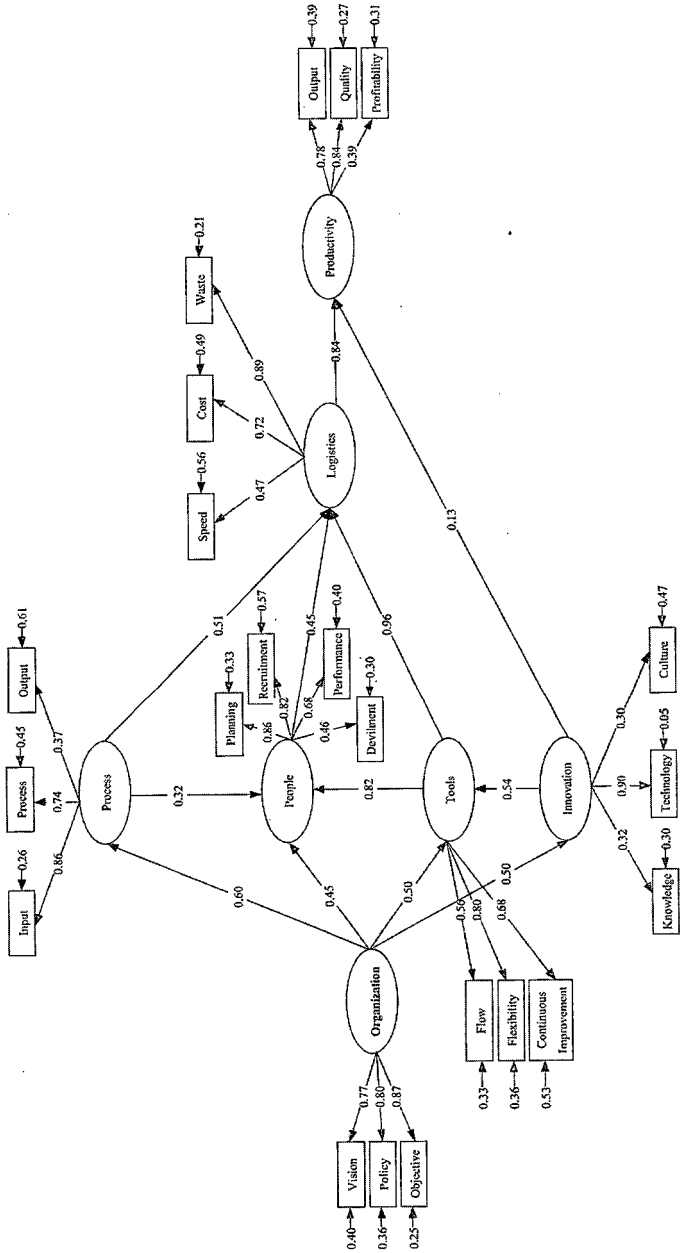 Input
0.26
Process
0.45
Output
0.61
0.86
0.74
0.37
Process
0.60
0.32
0.51
Speed
0.56
Cost
0.49
Waste
0.21
0.47
0.72
0.89
Planning
0.33
Recruitment
0.57
0.86
0.82
People
0.45
0.68
0.46
0.45
Performance
0.40
Devilment
0.30
Logistics
0.84
Productivity
0.78
0.84
0.39
Output
0.39
Quality
0.27
Profitability
0.31
0.40
Vision
0.36
Policy
0.25
Objective
0.77
0.80
0.87
Organization
0.50
0.82
0.96
Tools
0.33
Flow
0.36
Flexibility
0.53
Continuous
Improvement
0.56
0.80
0.68
0.50
0.54
0.13
Innovation
0.32
0.90
0.30
Knowledge
0.30
Technology
0.05
Culture
0.47